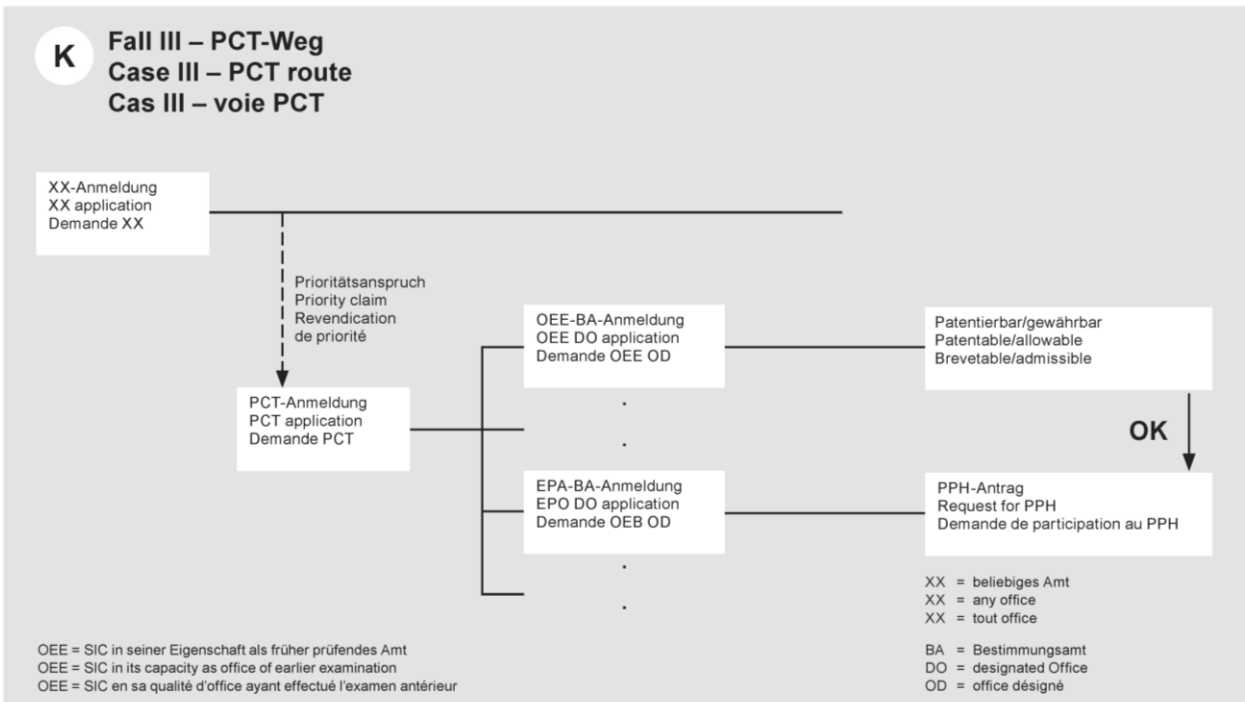 K
Fall III – PCT-Weg
Case III – PCT route
Cas III – voie PCT
XX-Anmeldung
XX application
Demande XX
Prioritätsanspruch
Priority claim
Revendication
de priorité
PCT-Anmeldung
PCT application
Demande PCT
OEE-BA-Anmeldung
OEE DO application
Demande OEE OD
Patentierbar/gewährbar
Patentable/allowable
Brevetable/admissible
OK
EPA-BA-Anmeldung
EPO DO application
Demande OEB OD
PPH-Antrag
Request for PPH
Demande de participation au PPH
XX = beliebiges Amt
XX = any office
XX = tout office
BA = Bestimmungsamt
DO = designated Office
OD = office désigné
OEE = SIC in seiner Eigenschaft als früher prüfendes Amt
OEE = SIC in its capacity as office of earlier examination
OEE = SIC en sa qualité d'office ayant effectué l'examen antérieur